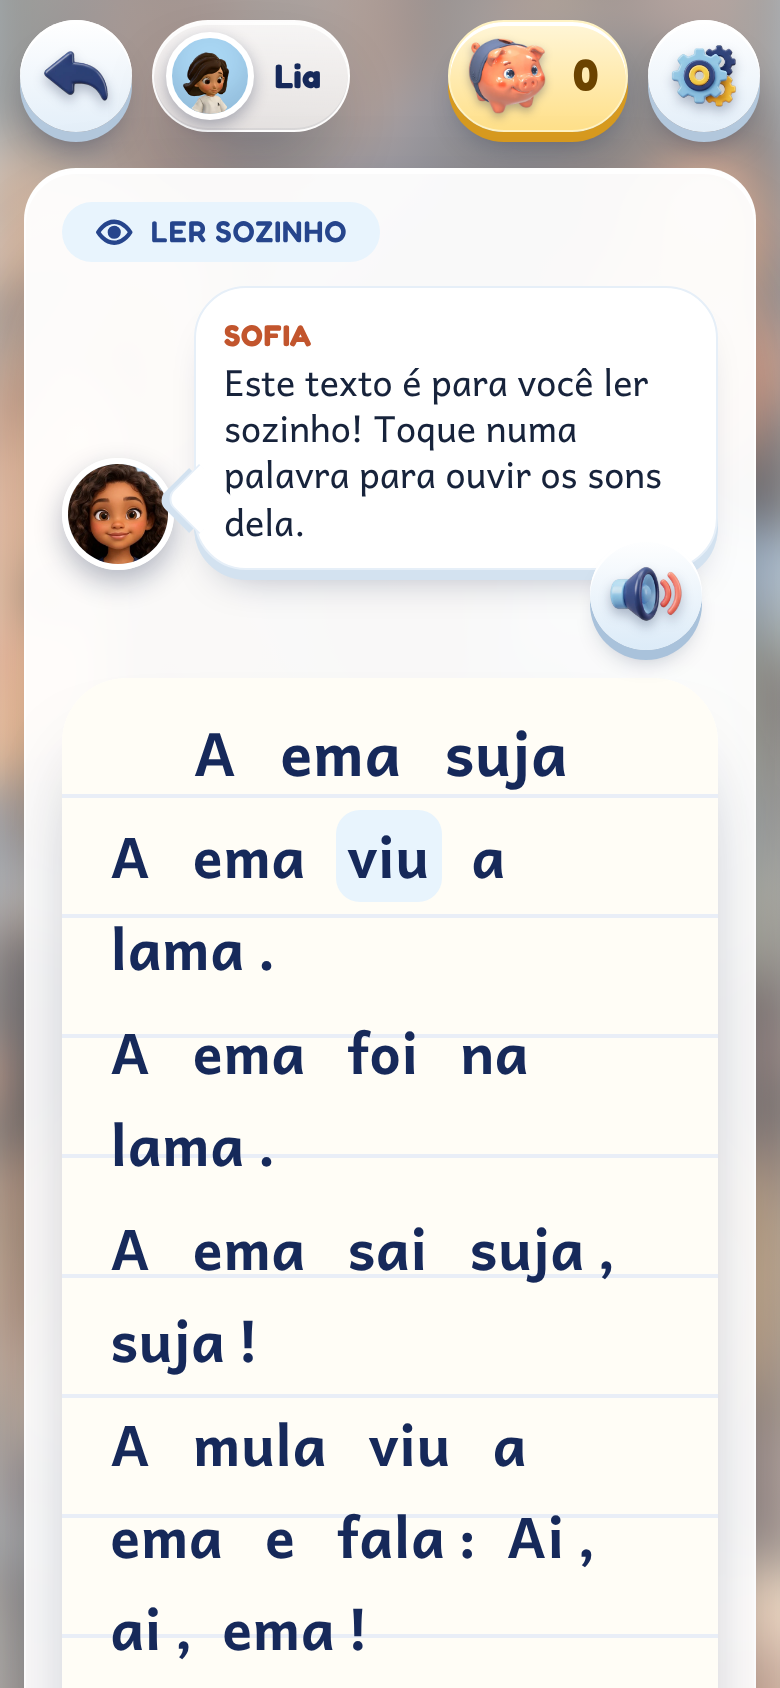 Lia
0
LER SOZINHO
SOFIA
Este texto é para você ler
sozinho! Toque numa
palavra para ouvir os sons
dela.
A ema suja
A ema viu a
lama .
A ema foi na
lama .
A ema sai suja ,
suja !
A mula viu a
ema e fala : Ai ,
ai , ema !